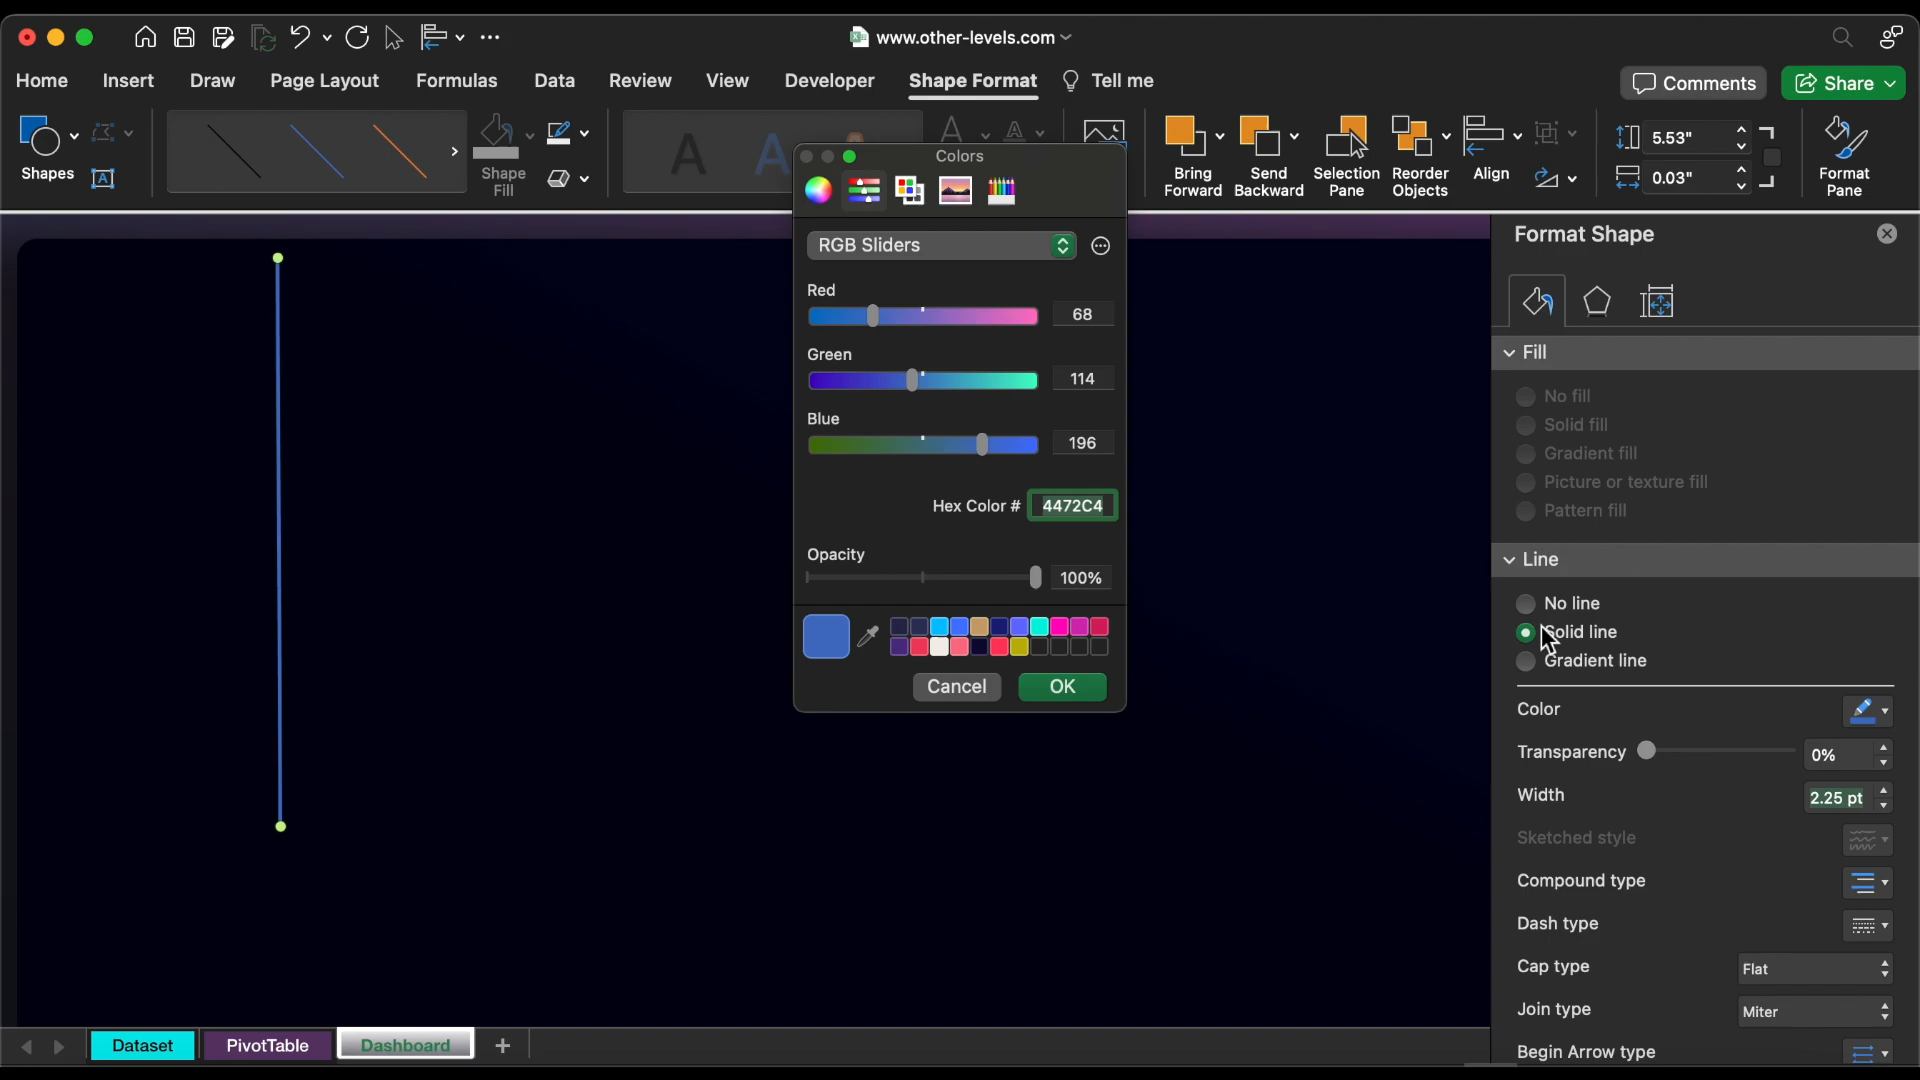 www.other-levels.com
Home Insert Draw Page Layout Formulas Data Review View Developer Shape Format Tell me Comments Share
Shapes
Shape Fill
A A A
Bring Forward
Send Backward
Selection Pane
Reorder Objects
Align
5.53"
0.03"
Format Pane
Colors
RGB Sliders
Red
68
Green
114
Blue
196
Hex Color # 4472C4
Opacity
100%
Cancel OK
Format Shape
Fill
No fill
Solid fill
Gradient fill
Picture or texture fill
Pattern fill
Line
No line
Solid line
Gradient line
Color
Transparency 0%
Width 2.25 pt
Sketched style
Compound type
Dash type
Cap type Flat
Join type Miter
Begin Arrow type
Dataset PivotTable Dashboard